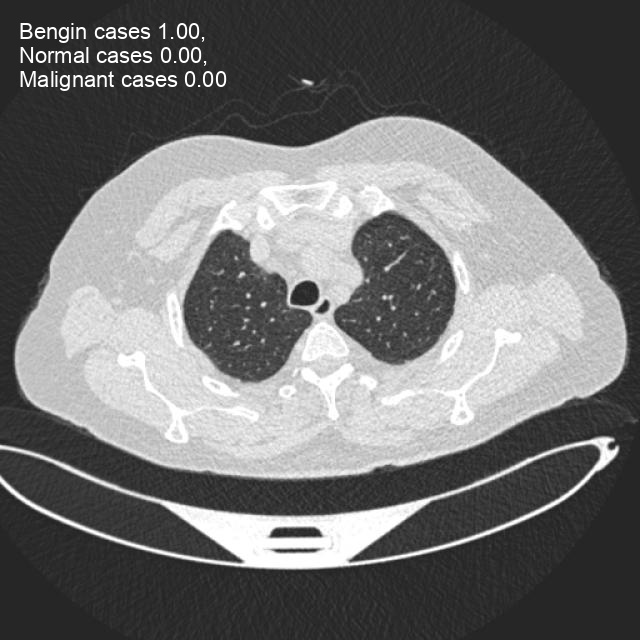 Bengin cases 1.00,
Normal cases 0.00,
Malignant cases 0.00